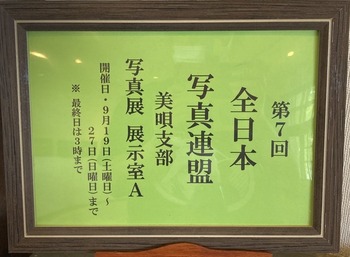 第7回
全日本
写真連盟
美唄支部
写真展 展示室A
開催日・9月19日(土曜日)~
27日(日曜日)まで
※ 最終日は3時まで